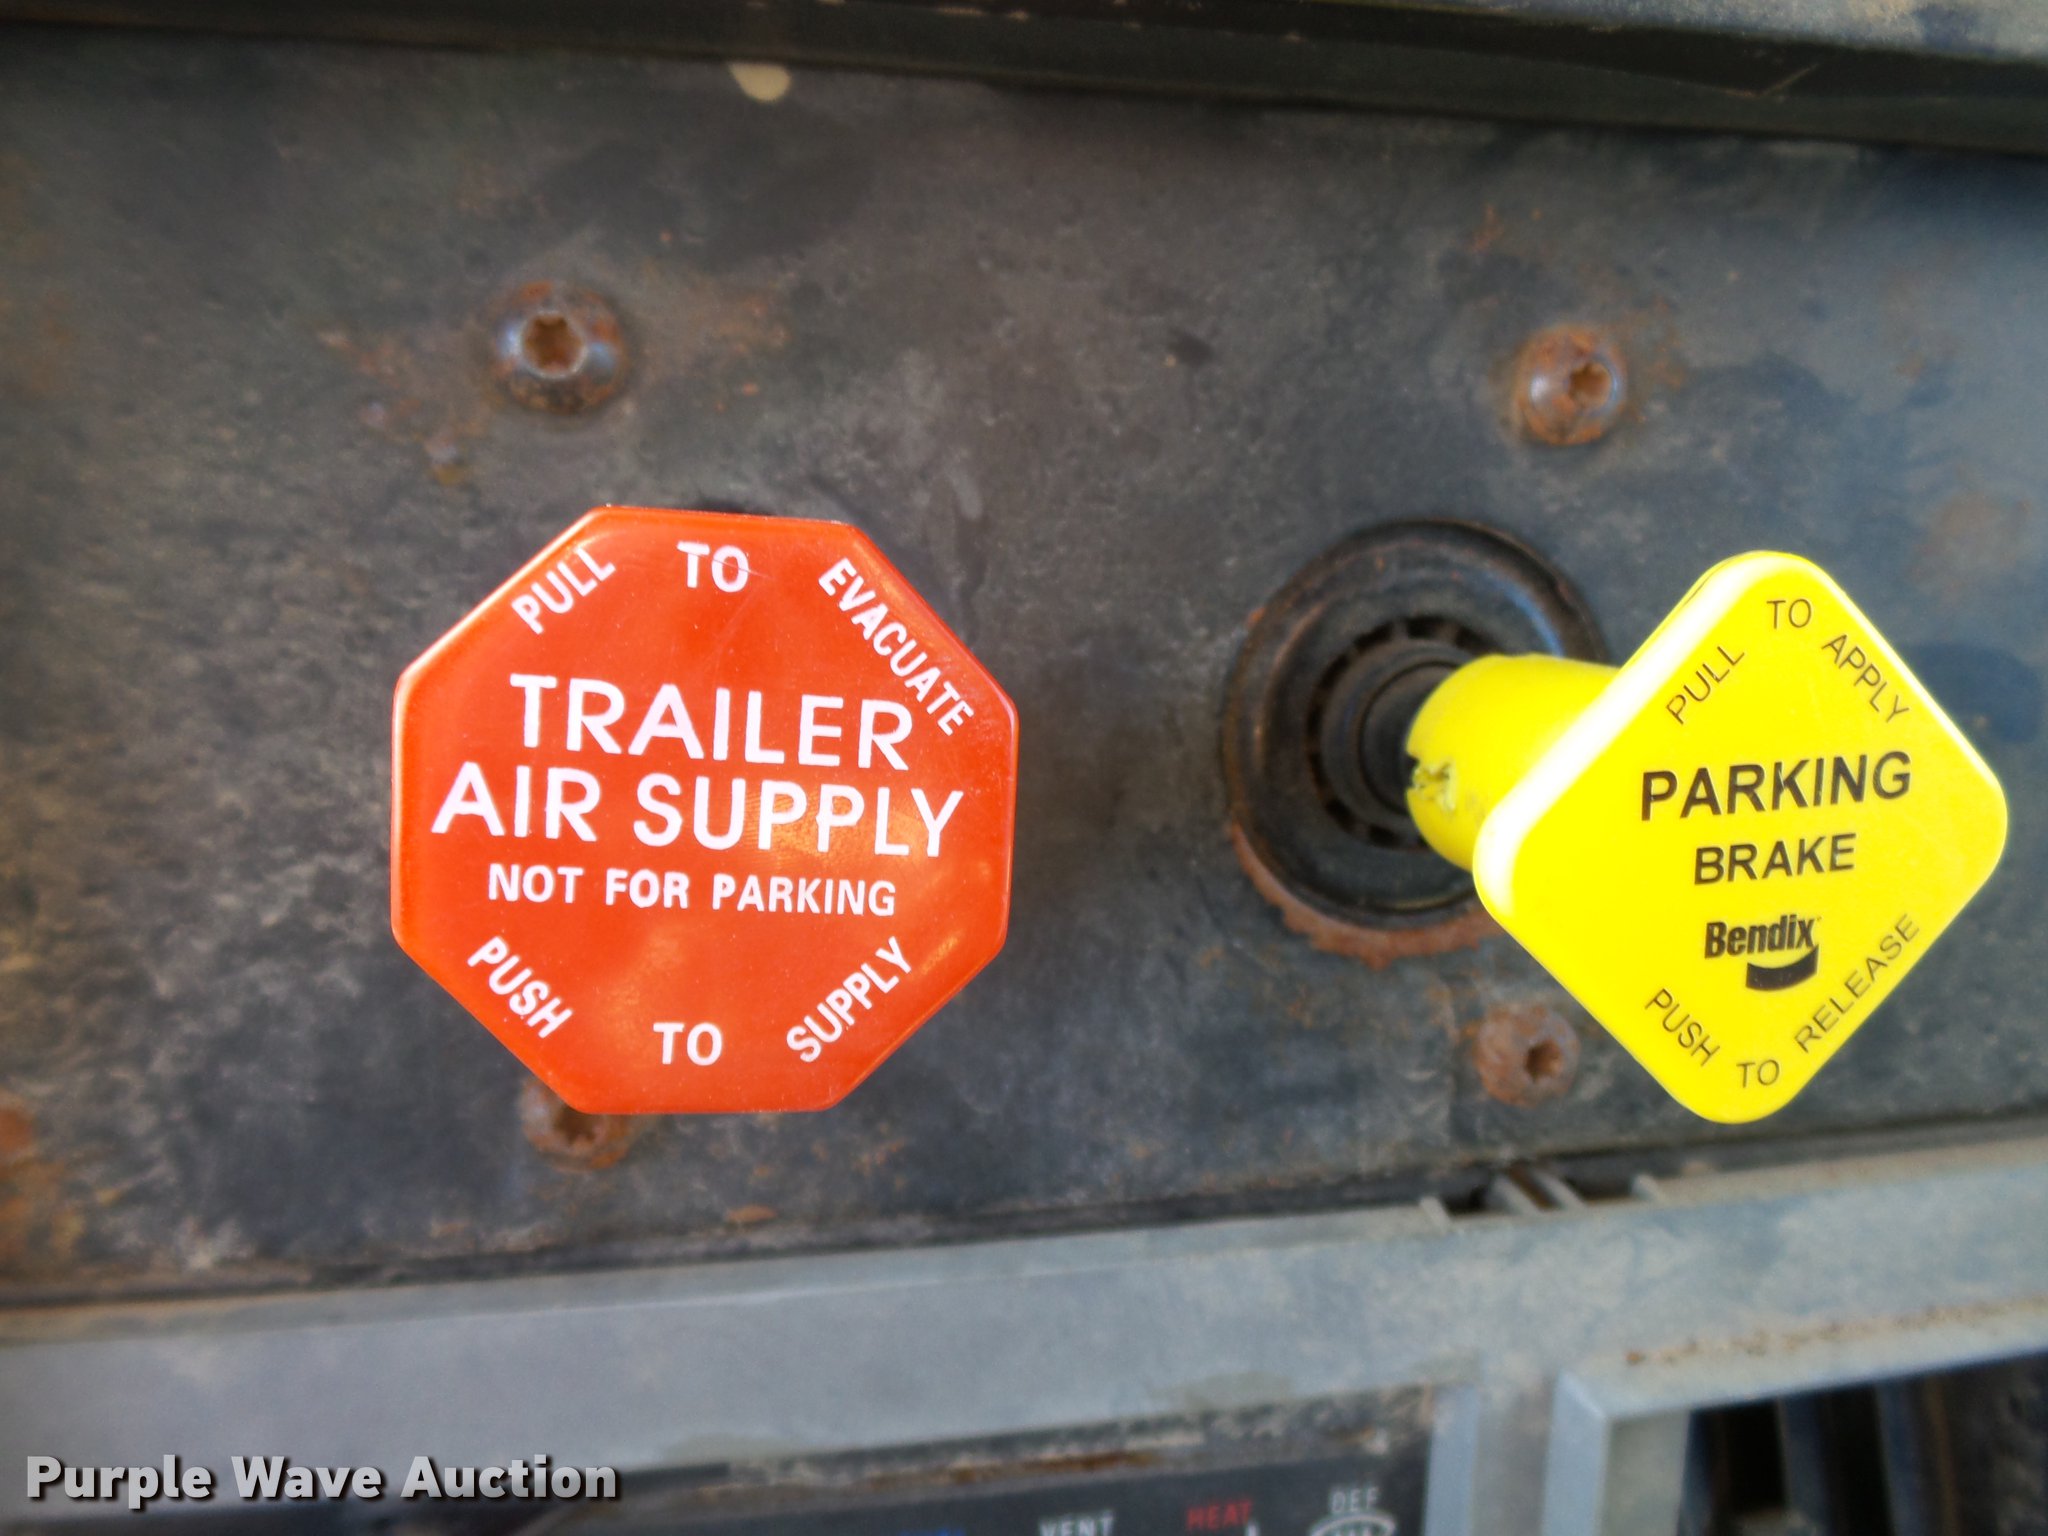 PULL TO EVACUATE
TRAILER
AIR SUPPLY
NOT FOR PARKING
PUSH TO SUPPLY
PULL TO APPLY
PARKING
BRAKE
Bendix
PUSH TO RELEASE
VENT HEAT DEF
Purple Wave Auction